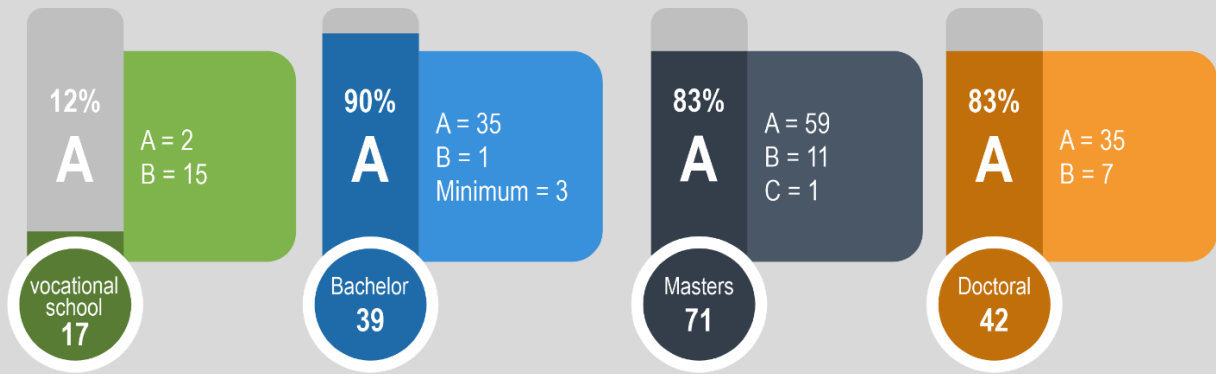 12%
A
A = 2
B = 15
vocational
school
17
90%
A
A = 35
B = 1
Minimum = 3
Bachelor
39
83%
A
A = 59
B = 11
C = 1
Masters
71
83%
A
A = 35
B = 7
Doctoral
42